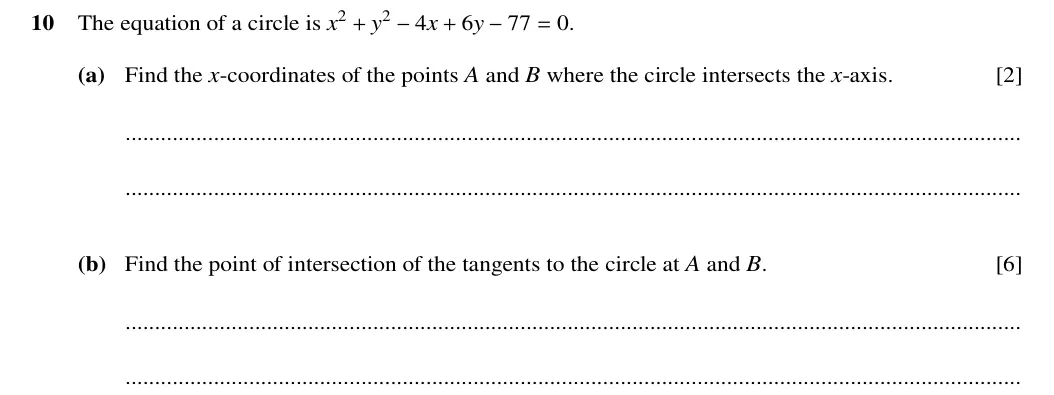 10 The equation of a circle is x² + y² – 4x + 6y – 77 = 0.
(a) Find the x-coordinates of the points A and B where the circle intersects the x-axis. [2]
(b) Find the point of intersection of the tangents to the circle at A and B. [6]